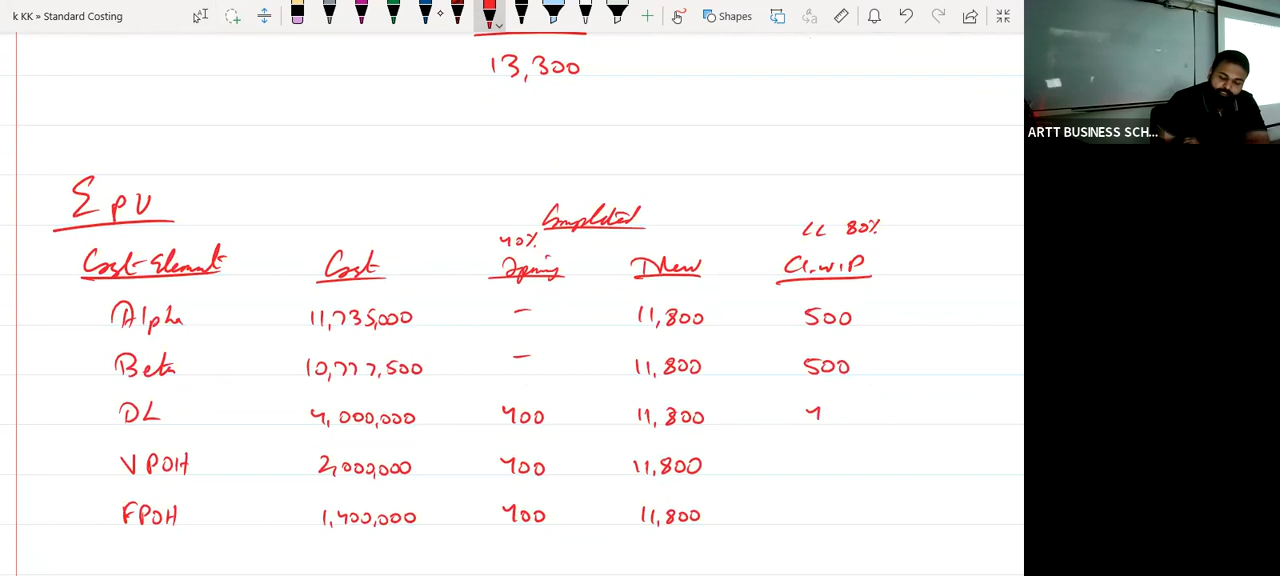 k KK » Standard Costing
Shapes
13,300
ARTT BUSINESS SCH...
EPU
Completed
40% 80%
Cost Element Cost Opening New Cl.W.I.P
Alpha 11,735,000 - 11,800 500
Beta 10,777,500 - 11,800 500
DL 4,000,000 400 11,800 4
VPOH 2,000,000 400 11,800
FPOH 1,400,000 400 11,800